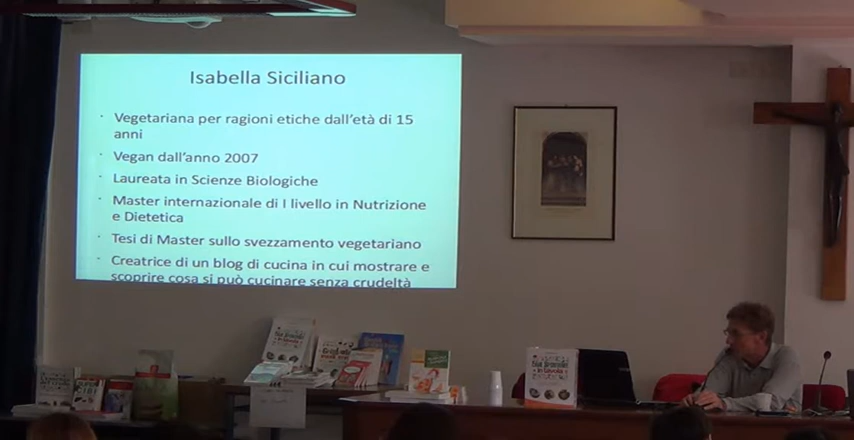 Isabella Siciliano
· Vegetariana per ragioni etiche dall'età di 15
anni
· Vegan dall'anno 2007
· Laureata in Scienze Biologiche
· Master internazionale di I livello in Nutrizione
e Dietetica
· Tesi di Master sullo svezzamento vegetariano
· Creatrice di un blog di cucina in cui mostrare e
scoprire cosa si può cucinare senza crudeltà